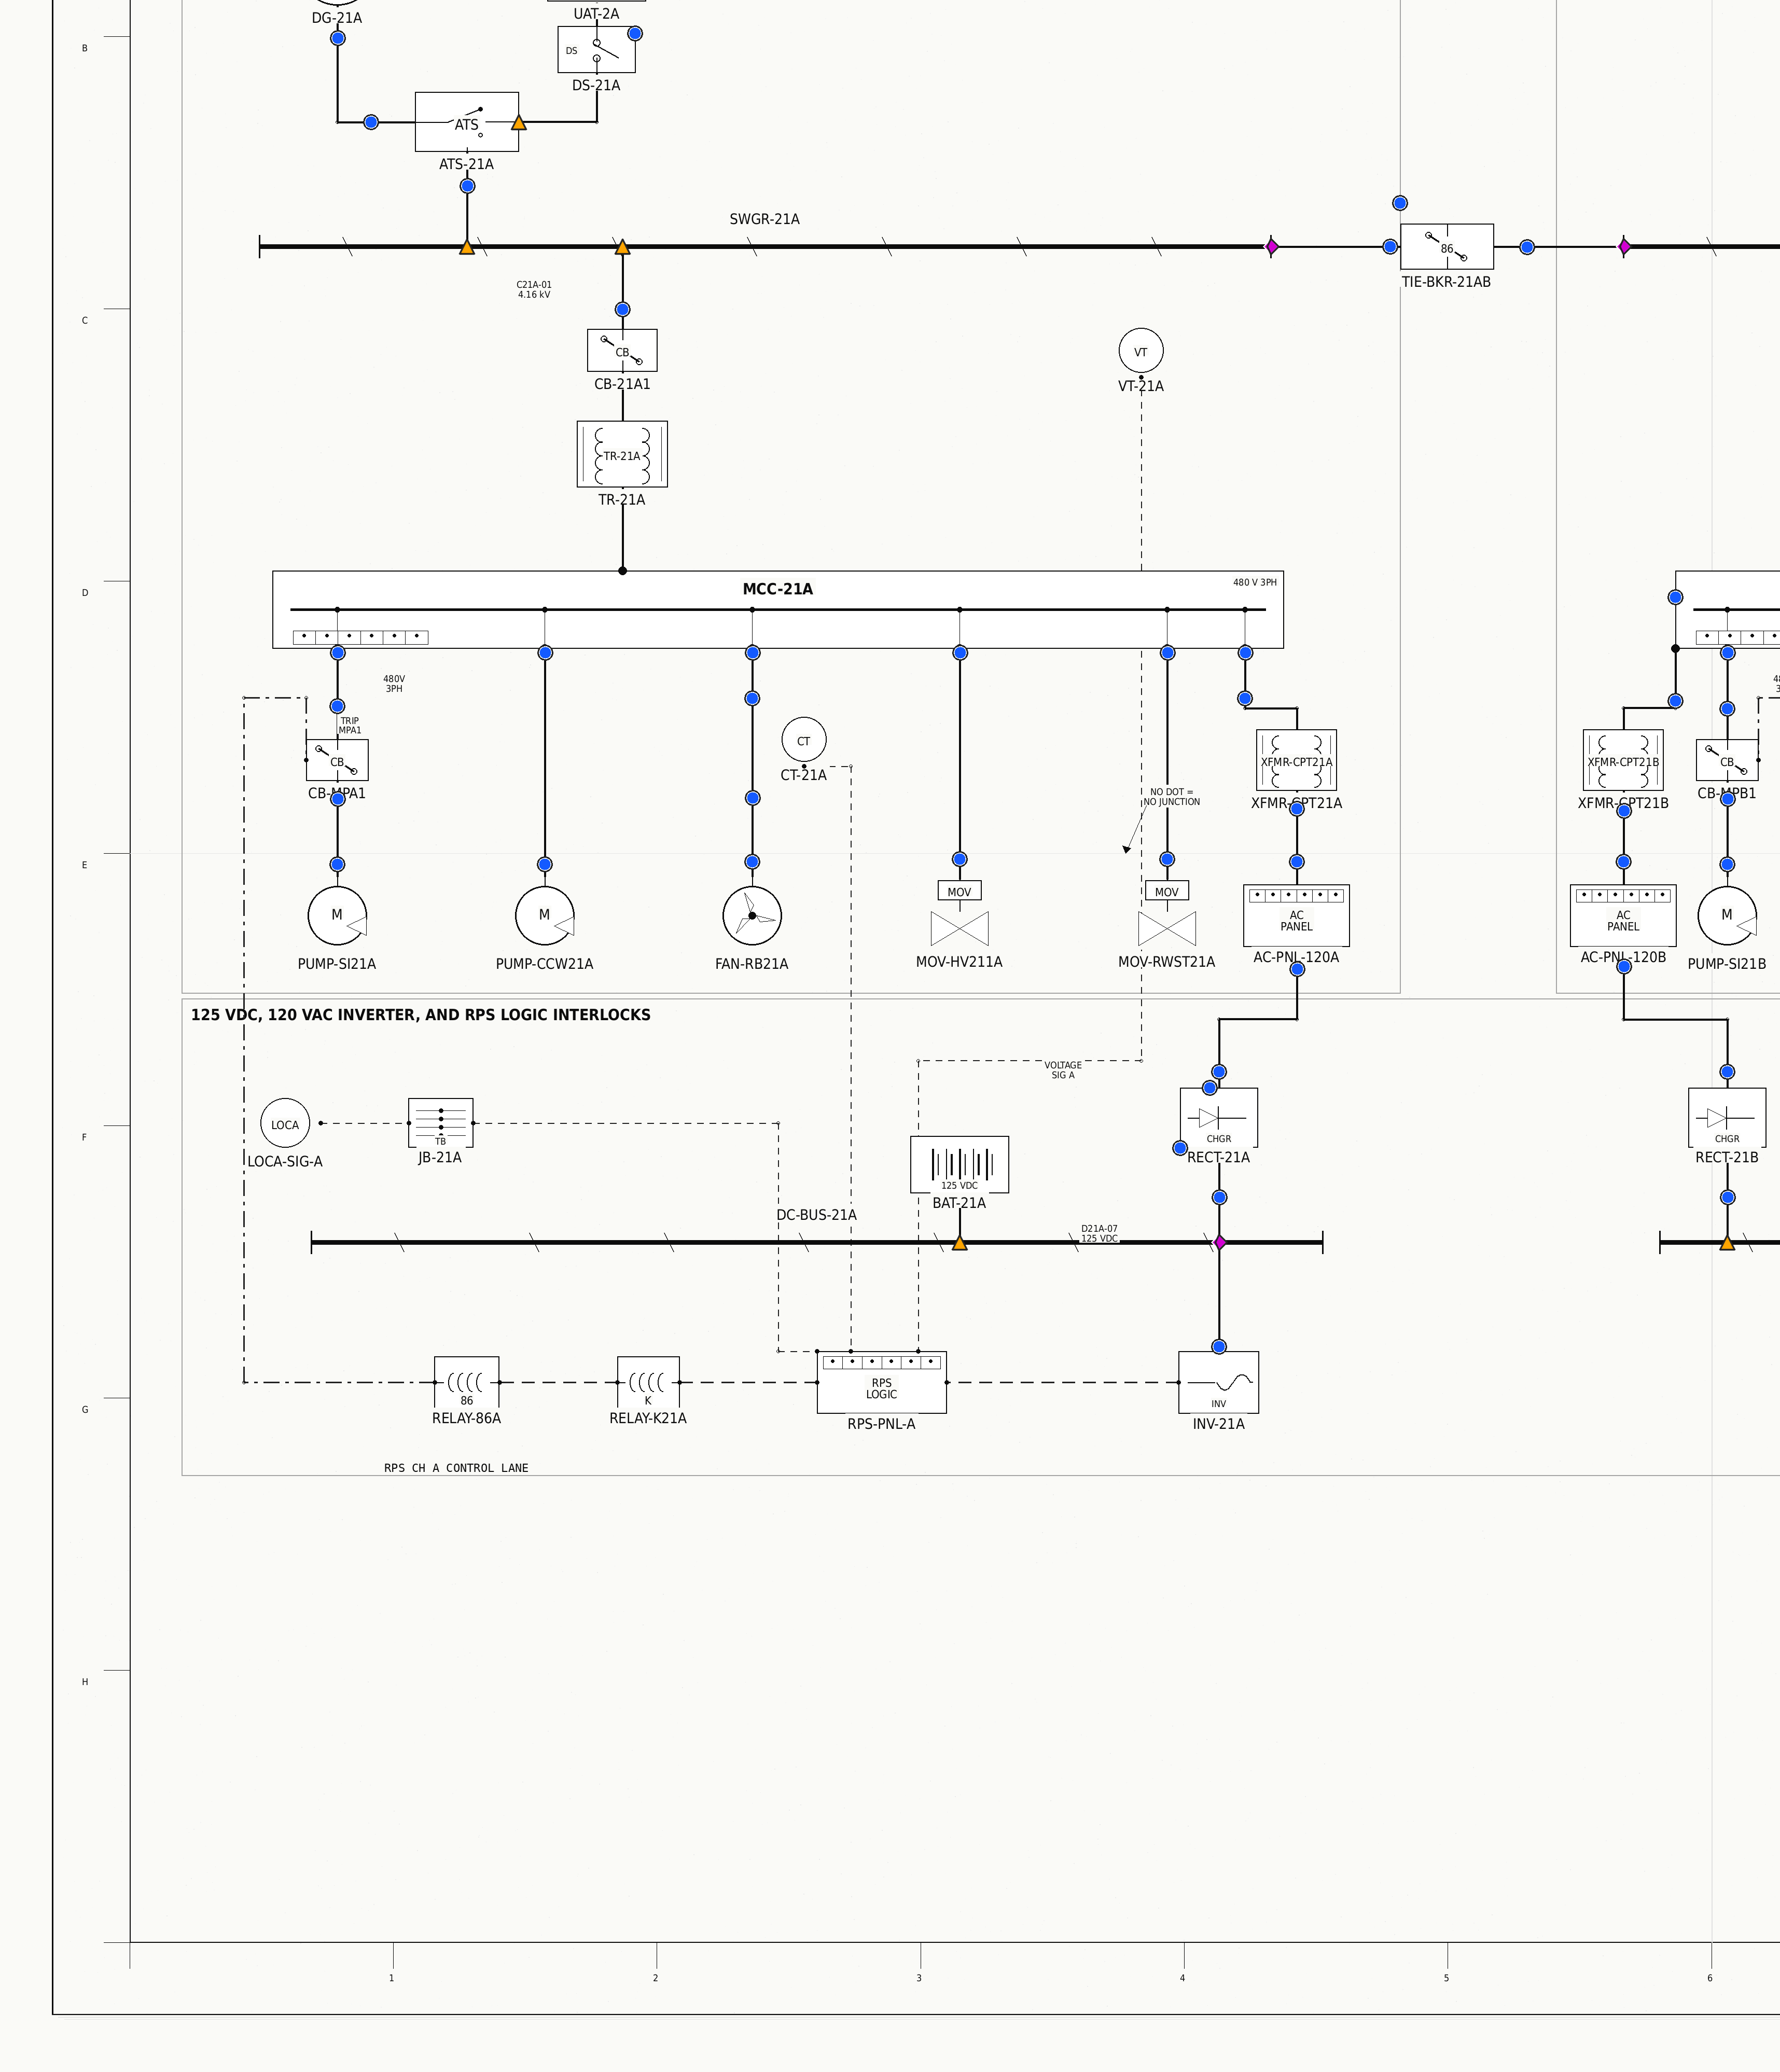 DG-21A
UAT-2A
B
DS
DS-21A
ATS
ATS-21A
SWGR-21A
86
TIE-BKR-21AB
C21A-01
4.16 kV
C
CB
CB-21A1
VT
VT-21A
TR-21A
TR-21A
D
MCC-21A
480 V 3PH
480V
3PH
TRIP
MPA1
CB
CB-MPA1
CT
CT-21A
NO DOT =
NO JUNCTION
XFMR-CPT21A
XFMR-CPT21A
XFMR-CPT21B
XFMR-CPT21B
CB
CB-MPB1
E
M
PUMP-SI21A
M
PUMP-CCW21A
FAN-RB21A
MOV
MOV-HV211A
MOV
MOV-RWST21A
AC
PANEL
AC-PNL-120A
AC
PANEL
AC-PNL-120B
M
PUMP-SI21B
125 VDC, 120 VAC INVERTER, AND RPS LOGIC INTERLOCKS
VOLTAGE
SIG A
LOCA
LOCA-SIG-A
TB
JB-21A
F
CHGR
RECT-21A
CHGR
RECT-21B
125 VDC
BAT-21A
DC-BUS-21A
D21A-07
125 VDC
G
86
RELAY-86A
K
RELAY-K21A
RPS
LOGIC
RPS-PNL-A
INV
INV-21A
RPS CH A CONTROL LANE
H
1
2
3
4
5
6